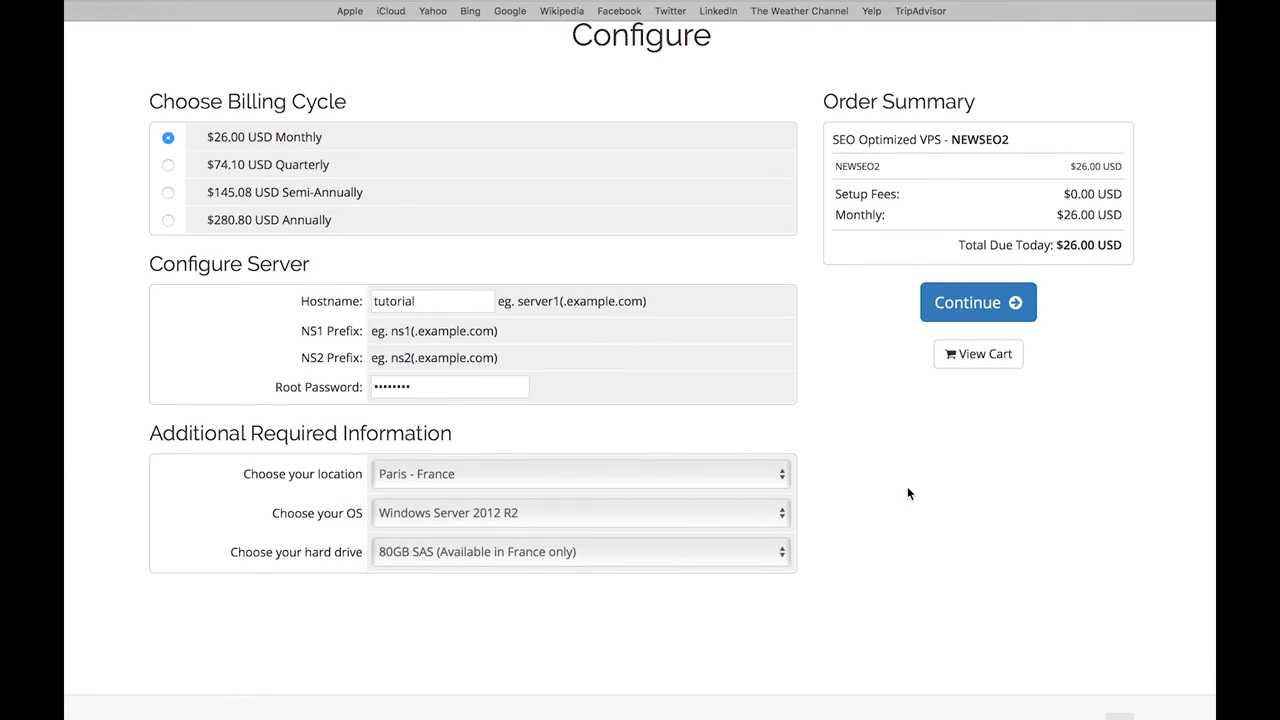 Apple iCloud Yahoo Bing Google Wikipedia Facebook Twitter LinkedIn The Weather Channel Yelp TripAdvisor
Configure
Choose Billing Cycle
$26.00 USD Monthly
$74.10 USD Quarterly
$145.08 USD Semi-Annually
$280.80 USD Annually
Configure Server
Hostname: tutorial eg. server1(.example.com)
NS1 Prefix: eg. ns1(.example.com)
NS2 Prefix: eg. ns2(.example.com)
Root Password: ••••••••
Additional Required Information
Choose your location Paris - France
Choose your OS Windows Server 2012 R2
Choose your hard drive 80GB SAS (Available in France only)
Order Summary
SEO Optimized VPS - NEWSEO2
NEWSEO2 $26.00 USD
Setup Fees: $0.00 USD
Monthly: $26.00 USD
Total Due Today: $26.00 USD
Continue
View Cart